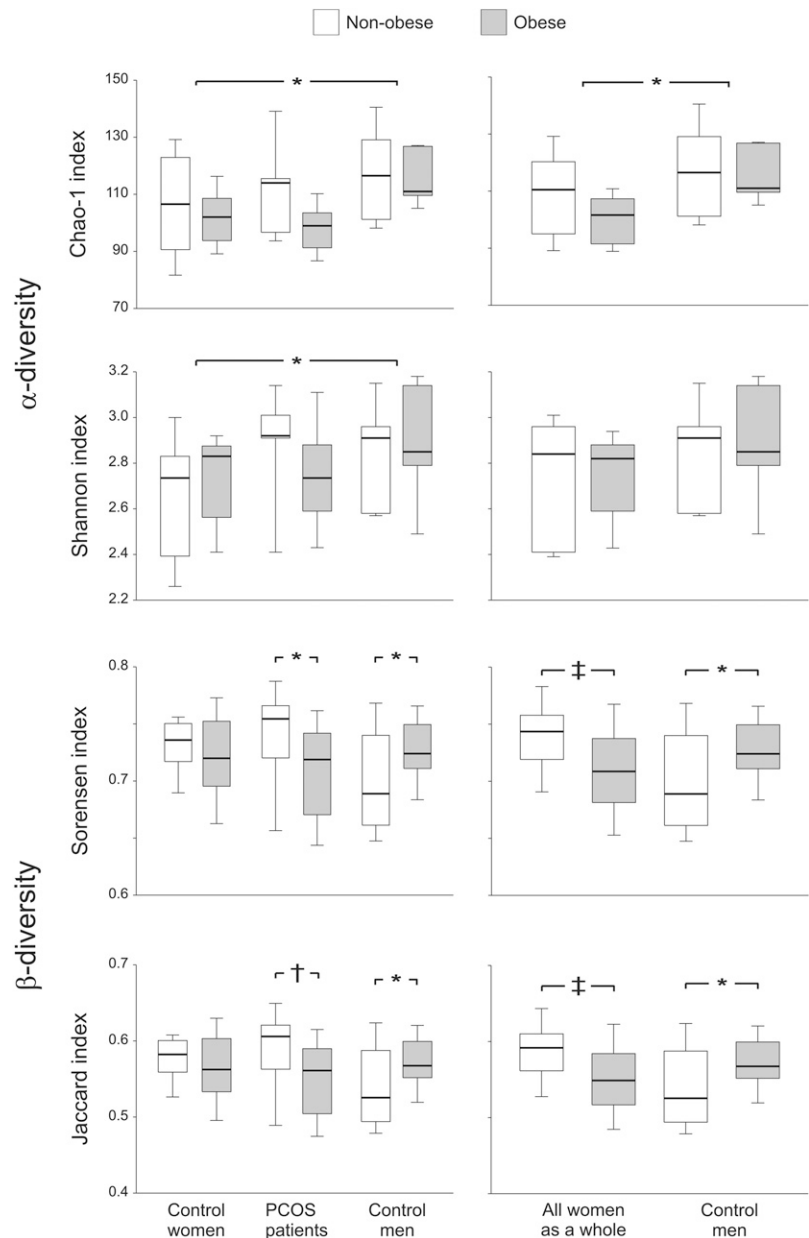 Non-obese Obese
α-diversity
β-diversity
Chao-1 index
150
130
110
90
70
*
*
Shannon index
3.2
3.0
2.8
2.6
2.4
2.2
*
Sorensen index
0.8
0.7
0.6
* *
‡ *
Jaccard index
0.7
0.6
0.5
0.4
† *
‡ *
Control PCOS Control All women Control
women patients men as a whole men